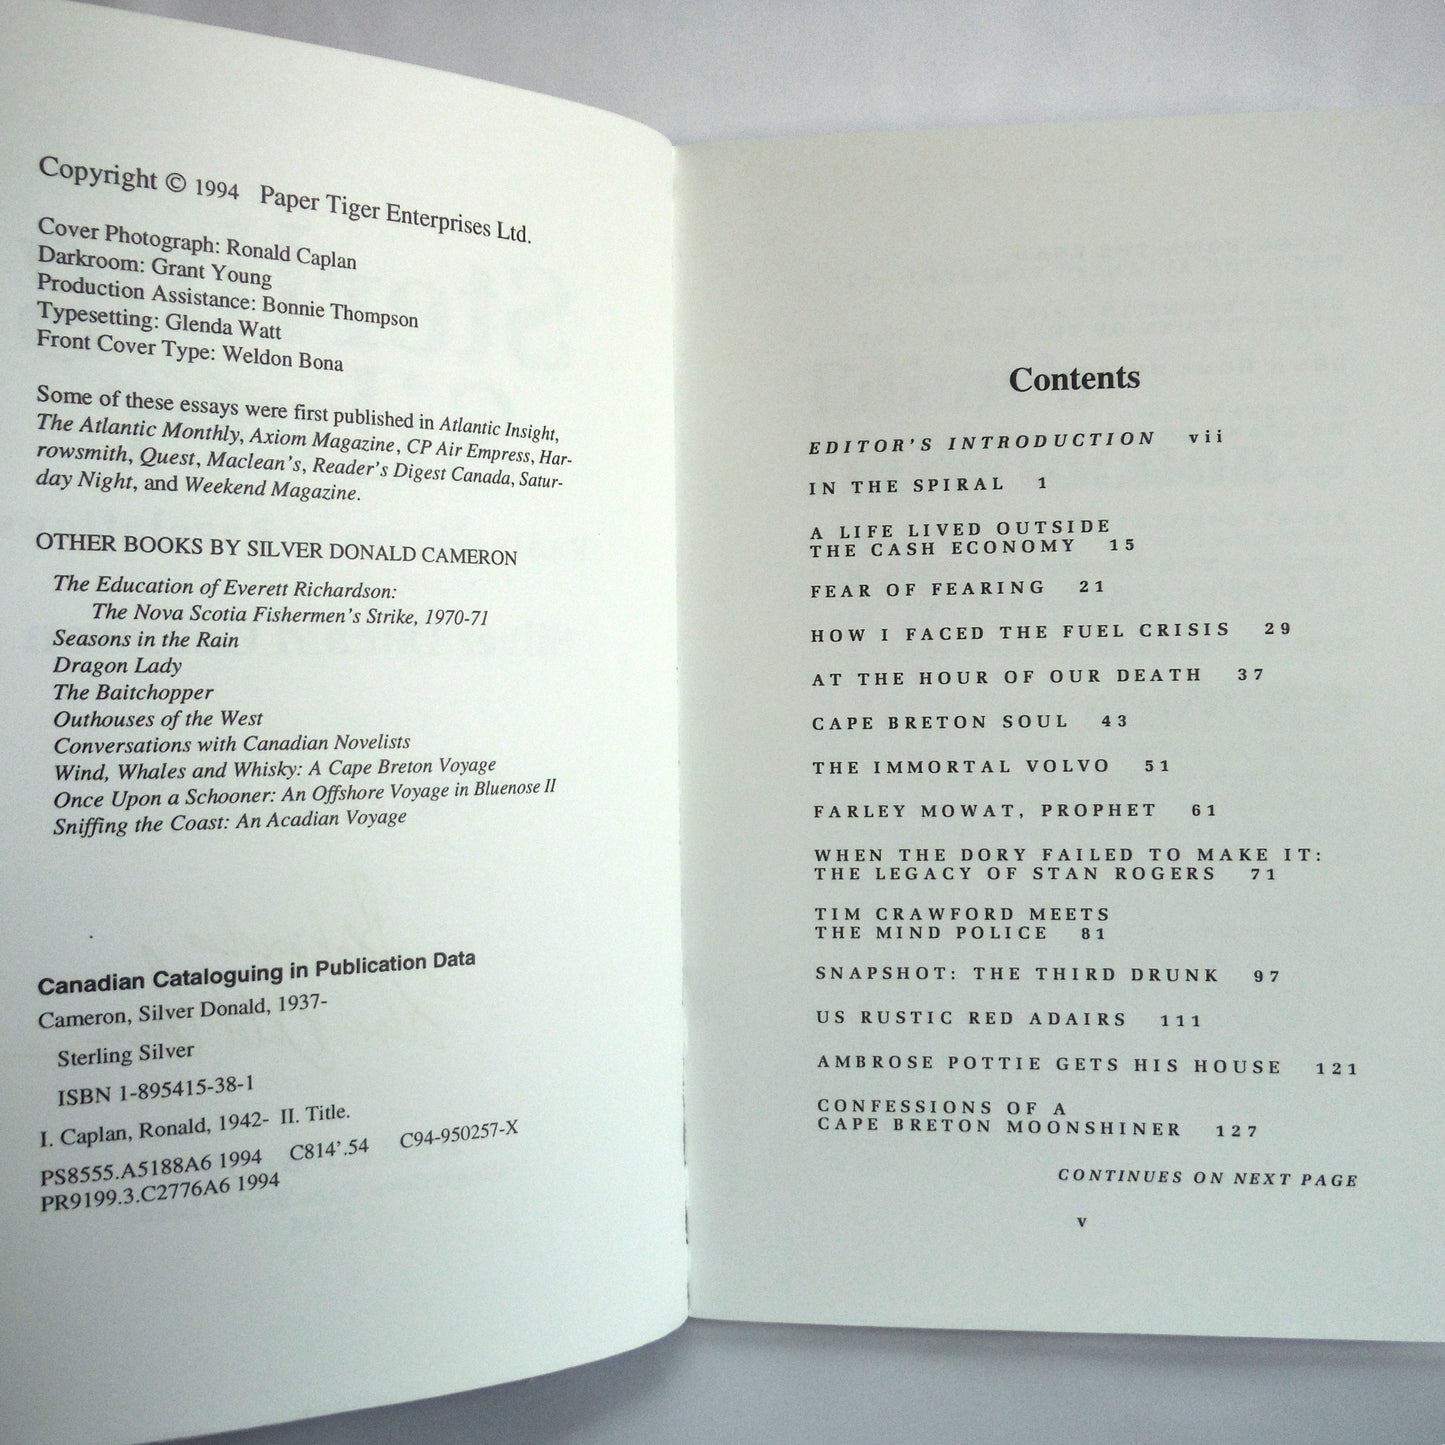 Copyright © 1994 Paper Tiger Enterprises Ltd.
Cover Photograph: Ronald Caplan
Darkroom: Grant Young
Production Assistance: Bonnie Thompson
Typesetting: Glenda Watt
Front Cover Type: Weldon Bona
Some of these essays were first published in Atlantic Insight,
The Atlantic Monthly, Axiom Magazine, CP Air Empress, Har-
rowsmith, Quest, Maclean's, Reader's Digest Canada, Satur-
day Night, and Weekend Magazine.
OTHER BOOKS BY SILVER DONALD CAMERON
The Education of Everett Richardson:
The Nova Scotia Fishermen's Strike, 1970-71
Seasons in the Rain
Dragon Lady
The Baitchopper
Outhouses of the West
Conversations with Canadian Novelists
Wind, Whales and Whisky: A Cape Breton Voyage
Once Upon a Schooner: An Offshore Voyage in Bluenose II
Sniffing the Coast: An Acadian Voyage
Canadian Cataloguing in Publication Data
Cameron, Silver Donald, 1937-
Sterling Silver
ISBN 1-895415-38-1
I. Caplan, Ronald, 1942- II. Title.
PS8555.A5188A6 1994 C814'.54 C94-950257-X
PR9199.3.C2776A6 1994
Contents
EDITOR'S INTRODUCTION vii
IN THE SPIRAL 1
A LIFE LIVED OUTSIDE
THE CASH ECONOMY 15
FEAR OF FEARING 21
HOW I FACED THE FUEL CRISIS 29
AT THE HOUR OF OUR DEATH 37
CAPE BRETON SOUL 43
THE IMMORTAL VOLVO 51
FARLEY MOWAT, PROPHET 61
WHEN THE DORY FAILED TO MAKE IT:
THE LEGACY OF STAN ROGERS 71
TIM CRAWFORD MEETS
THE MIND POLICE 81
SNAPSHOT: THE THIRD DRUNK 97
US RUSTIC RED ADAIRS 111
AMBROSE POTTIE GETS HIS HOUSE 121
CONFESSIONS OF A
CAPE BRETON MOONSHINER 127
CONTINUES ON NEXT PAGE
v